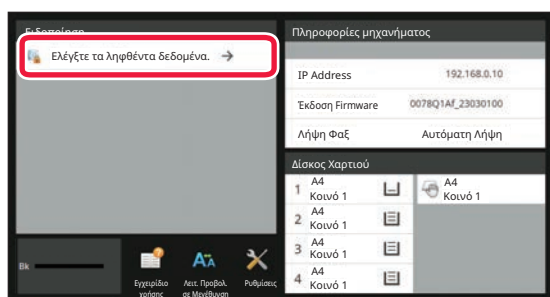 Ειδοποίηση
Ελέγξτε τα ληφθέντα δεδομένα. →
Πληροφορίες μηχανήματος
IP Address 192.168.0.10
Έκδοση Firmware 0078Q1Af_23030100
Λήψη Φαξ Αυτόματη Λήψη
Δίσκος Χαρτιού
1 A4
Κοινό 1
A4
Κοινό 1
2 A4
Κοινό 1
3 A4
Κοινό 1
4 A4
Κοινό 1
Bk
Εγχειρίδιο
χρήσης
Λειτ. Προβολ.
σε Μεγέθυνση
Ρυθμίσεις